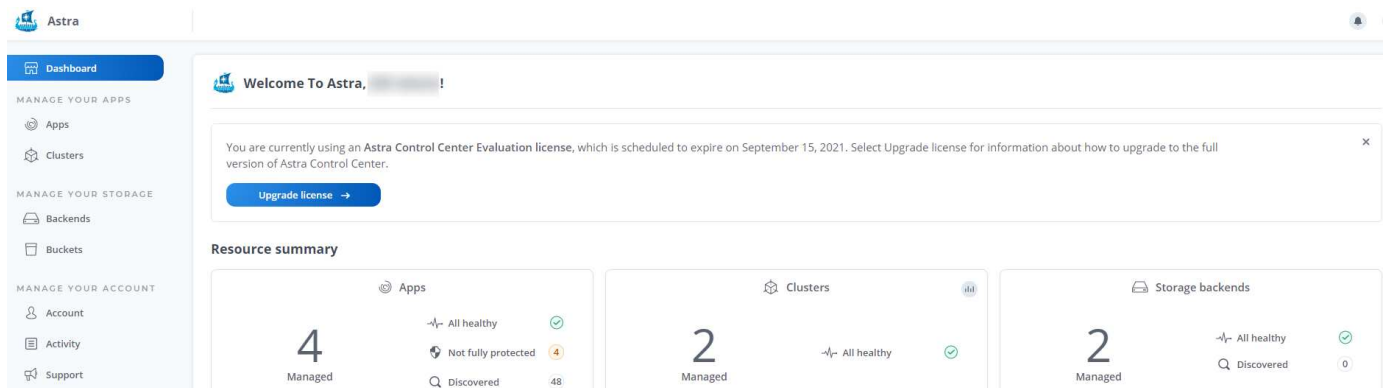 Astra
Dashboard
MANAGE YOUR APPS
Apps
Clusters
MANAGE YOUR STORAGE
Backends
Buckets
MANAGE YOUR ACCOUNT
Account
Activity
Support
Welcome To Astra, !
You are currently using an Astra Control Center Evaluation license, which is scheduled to expire on September 15, 2021. Select Upgrade license for information about how to upgrade to the full
version of Astra Control Center.
Upgrade license →
Resource summary
Apps
4
Managed
All healthy
Not fully protected 4
Discovered 48
Clusters
2
Managed
All healthy
Storage backends
2
Managed
All healthy
Discovered 0